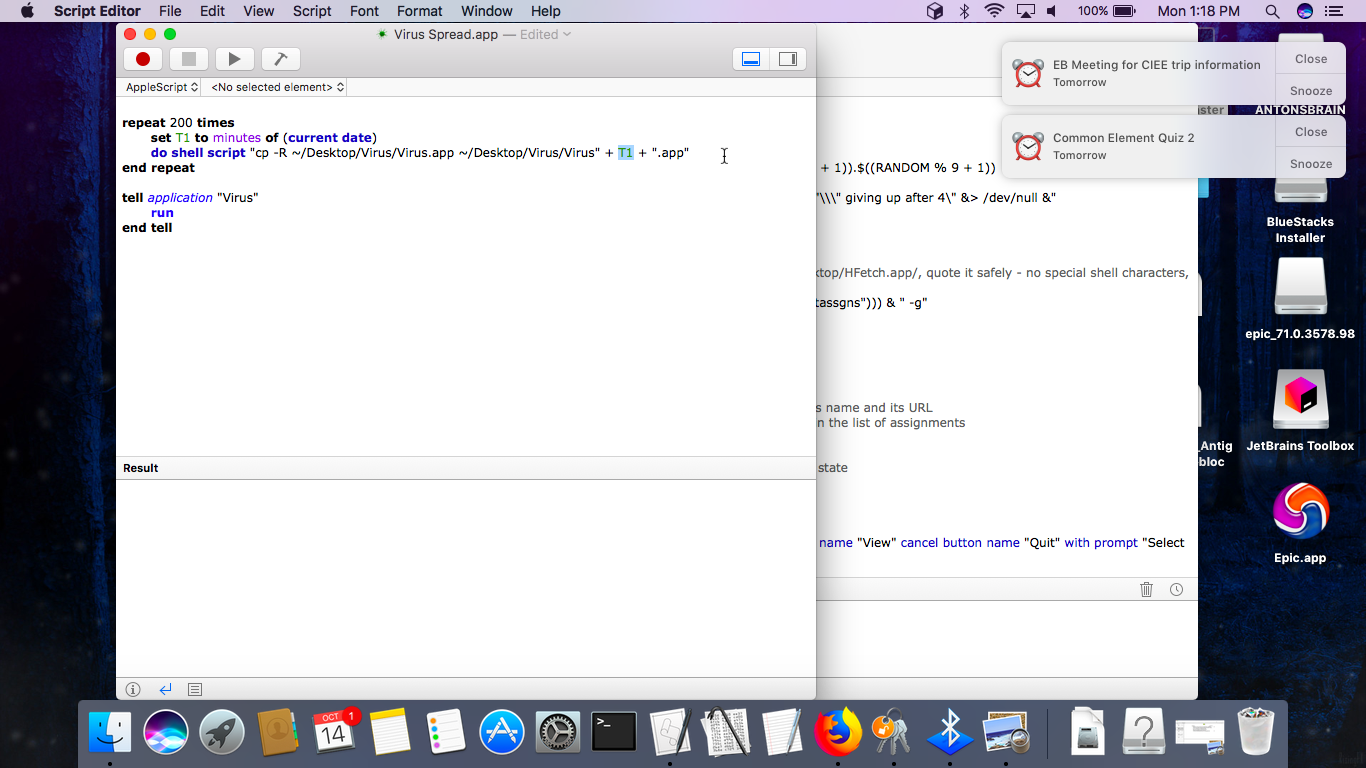 Script Editor File Edit View Script Font Format Window Help 100% Mon 1:18 PM
Virus Spread.app — Edited
AppleScript <No selected element>
repeat 200 times
set T1 to minutes of (current date)
do shell script "cp -R ~/Desktop/Virus/Virus.app ~/Desktop/Virus/Virus" + T1 + ".app"
end repeat
tell application "Virus"
run
end tell
Result
+ 1)).$((RANDOM % 9 + 1))
"\\\" giving up after 4\" &> /dev/null &"
ktop/HFetch.app/, quote it safely - no special shell characters,
tassgns"))) & " -g"
s name and its URL
n the list of assignments
state
name "View" cancel button name "Quit" with prompt "Select
EB Meeting for CIEE trip information
Tomorrow
Close
Snooze
Common Element Quiz 2
Tomorrow
Close
Snooze
ANTONSBRAIN
BlueStacks
Installer
epic_71.0.3578.98
JetBrains Toolbox
_Antig
bloc
Epic.app
OCT
14
1